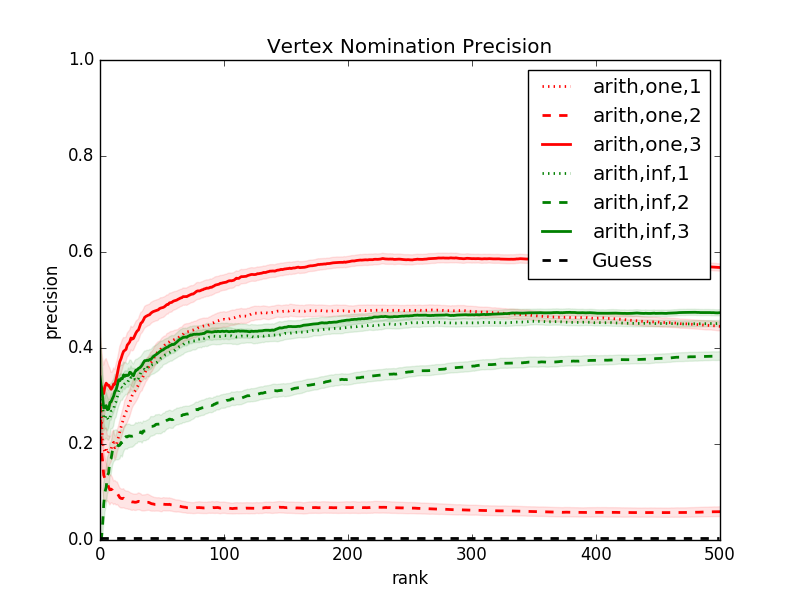 Vertex Nomination Precision
1.0
0.8
0.6
0.4
0.2
0.0
precision
arith,one,1
arith,one,2
arith,one,3
arith,inf,1
arith,inf,2
arith,inf,3
Guess
0 100 200 300 400 500
rank